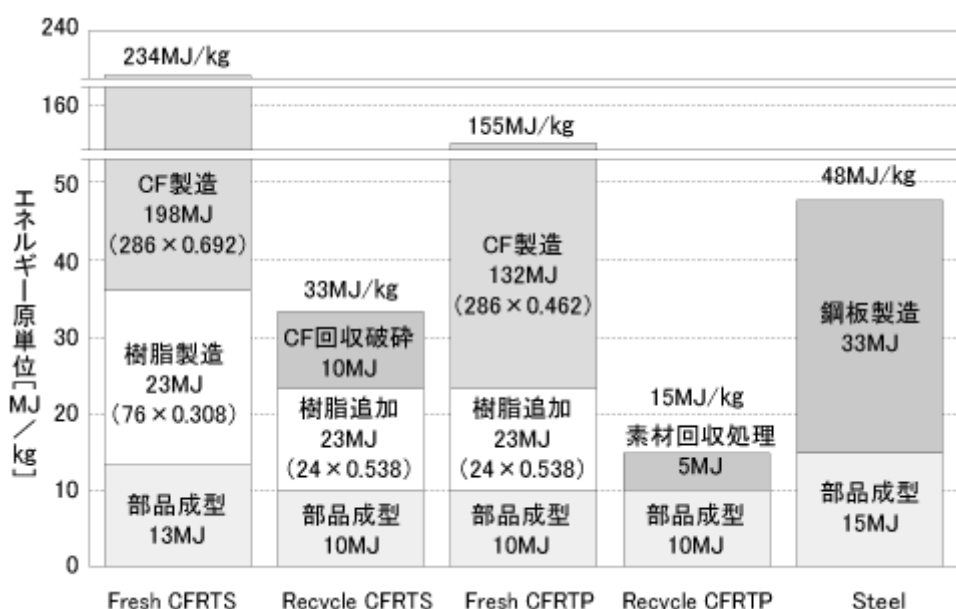 240
160
50
40
30
20
10
0
エネルギー原単位[MJ/kg]
234MJ/kg
CF製造
198MJ
(286×0.692)
樹脂製造
23MJ
(76×0.308)
部品成型
13MJ
33MJ/kg
CF回収破砕
10MJ
樹脂追加
23MJ
(24×0.538)
部品成型
10MJ
155MJ/kg
CF製造
132MJ
(286×0.462)
樹脂追加
23MJ
(24×0.538)
部品成型
10MJ
15MJ/kg
素材回収処理
5MJ
部品成型
10MJ
48MJ/kg
鋼板製造
33MJ
部品成型
15MJ
Fresh CFRTS
Recycle CFRTS
Fresh CFRTP
Recycle CFRTP
Steel